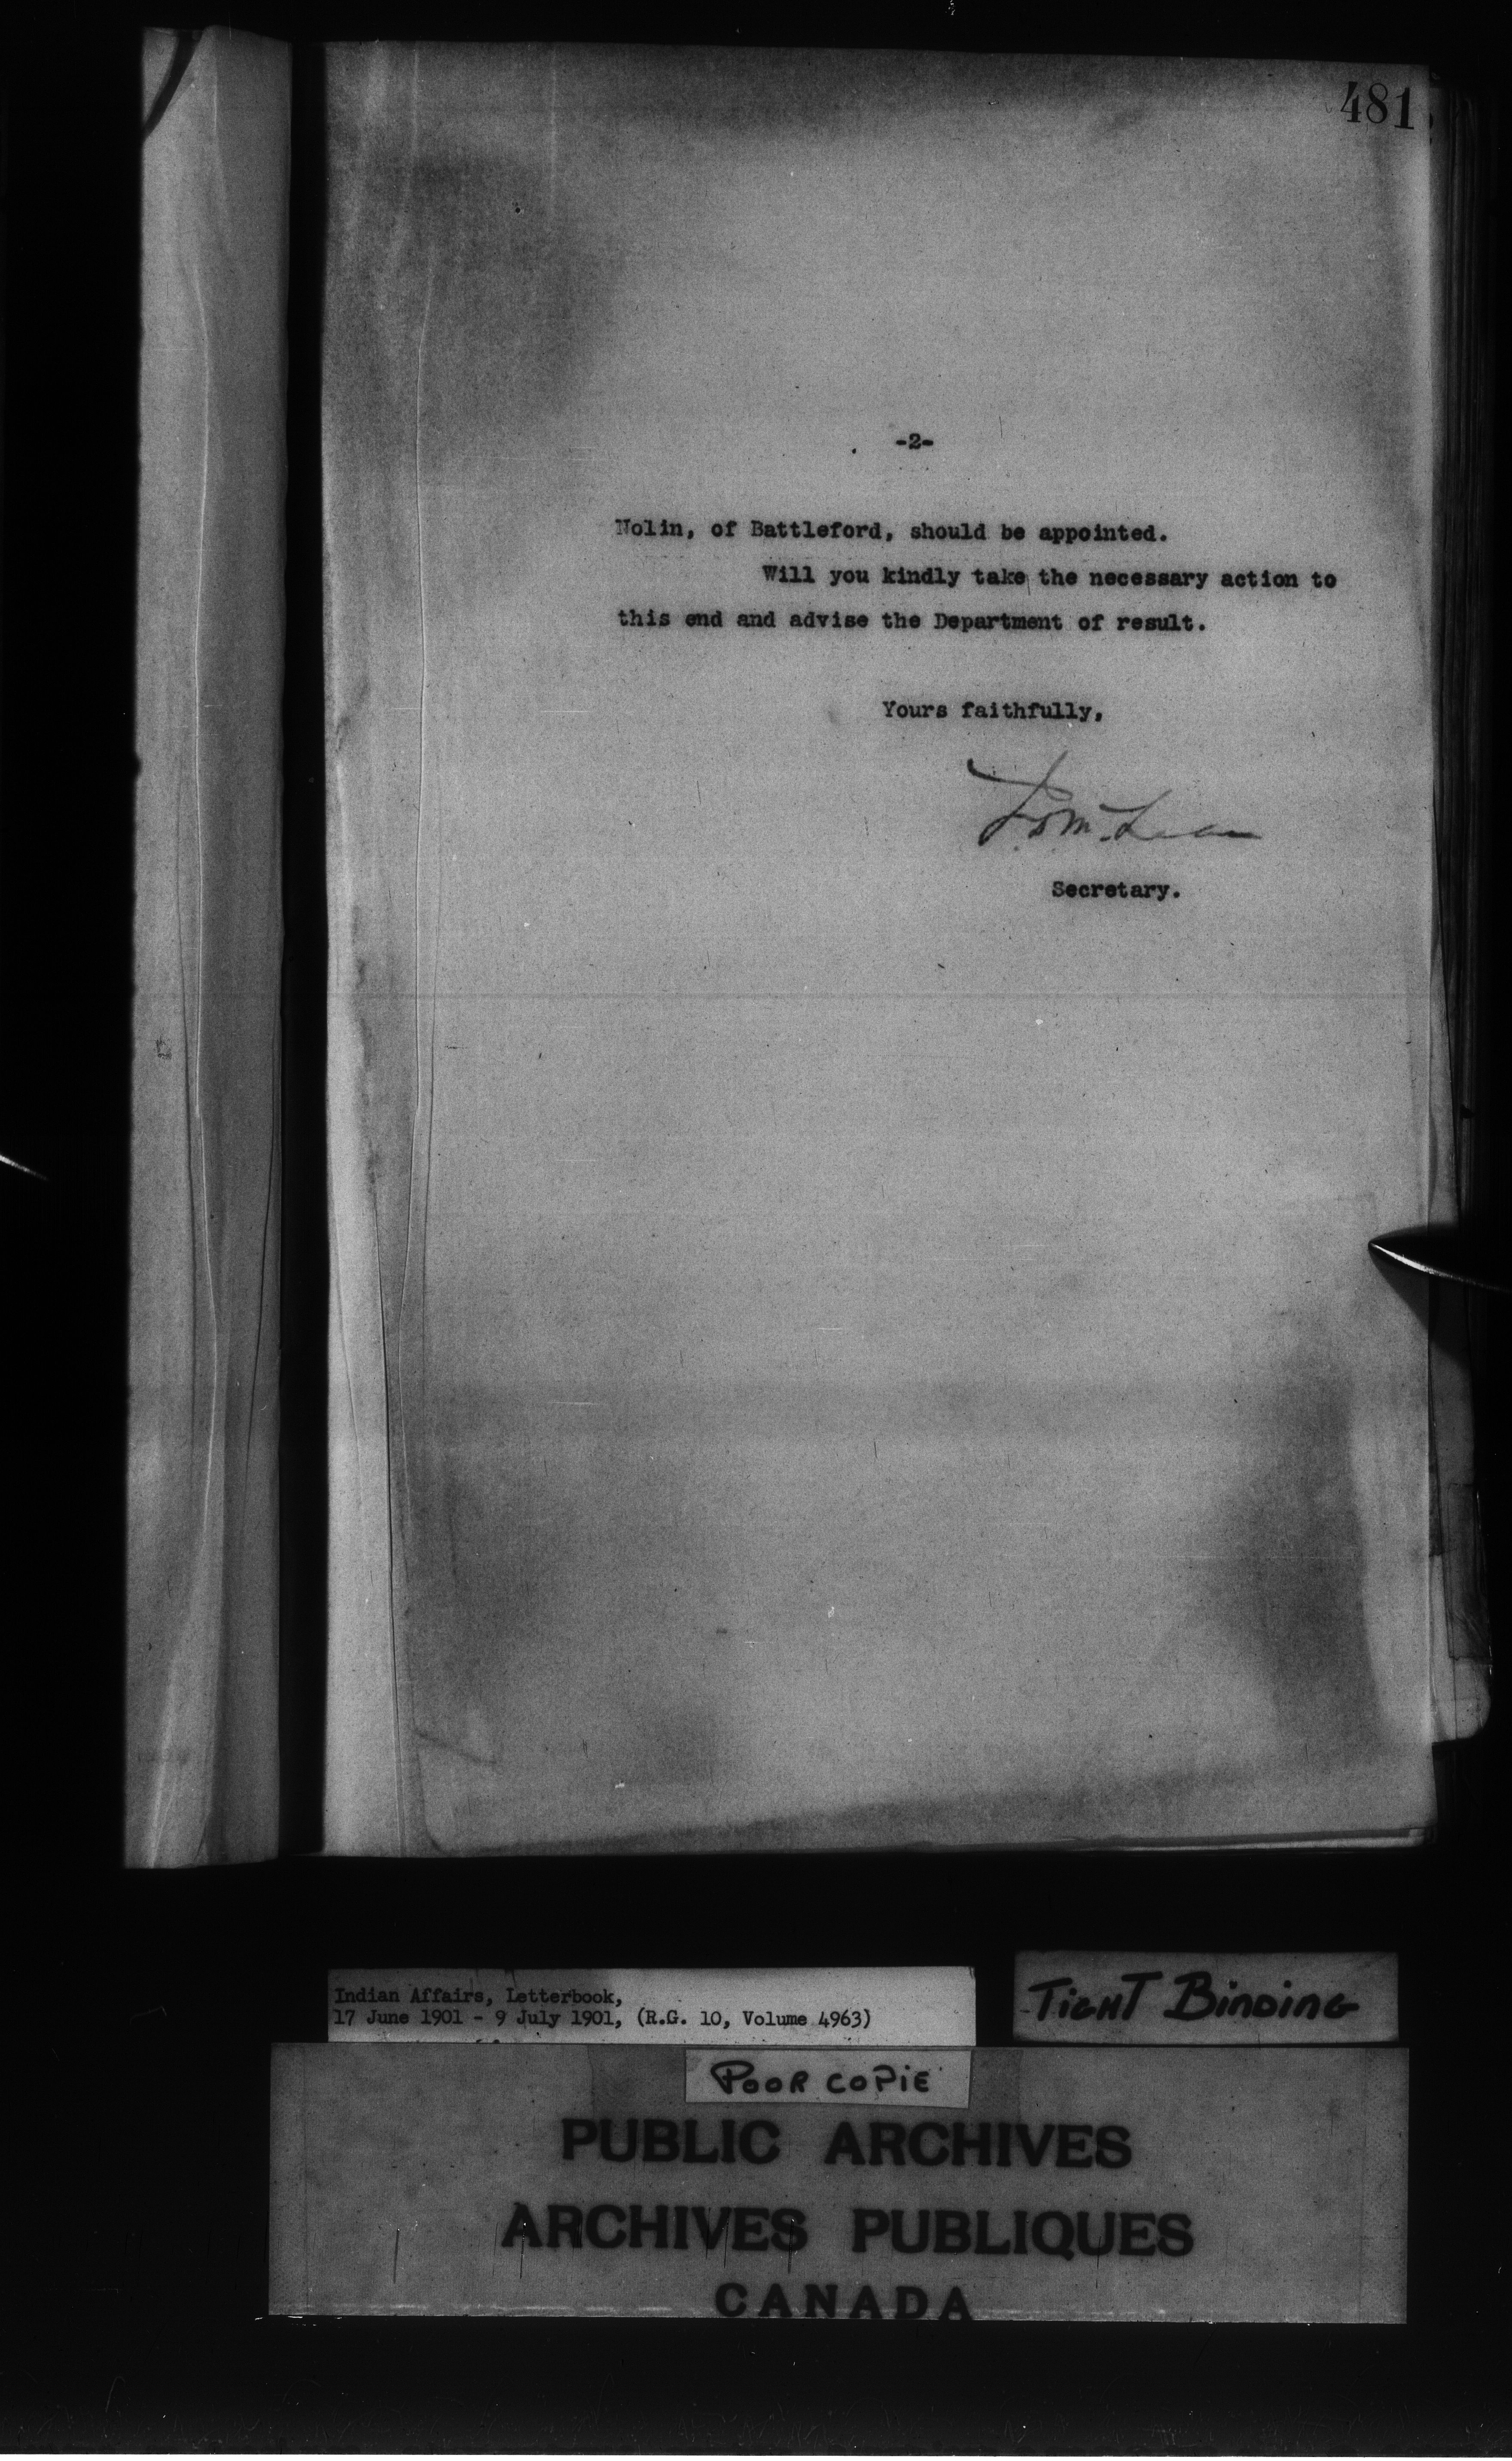 481
-2-
Nolin, of Battleford, should be appointed.
Will you kindly take the necessary action to
this end and advise the Department of result.
Yours faithfully,
Secretary.
Indian Affairs, Letterbook,
17 June 1901 - 9 July 1901, (R.G. 10, Volume 4963)
TIGHT BINDING
POOR COPIE
PUBLIC ARCHIVES
ARCHIVES PUBLIQUES
CANADA